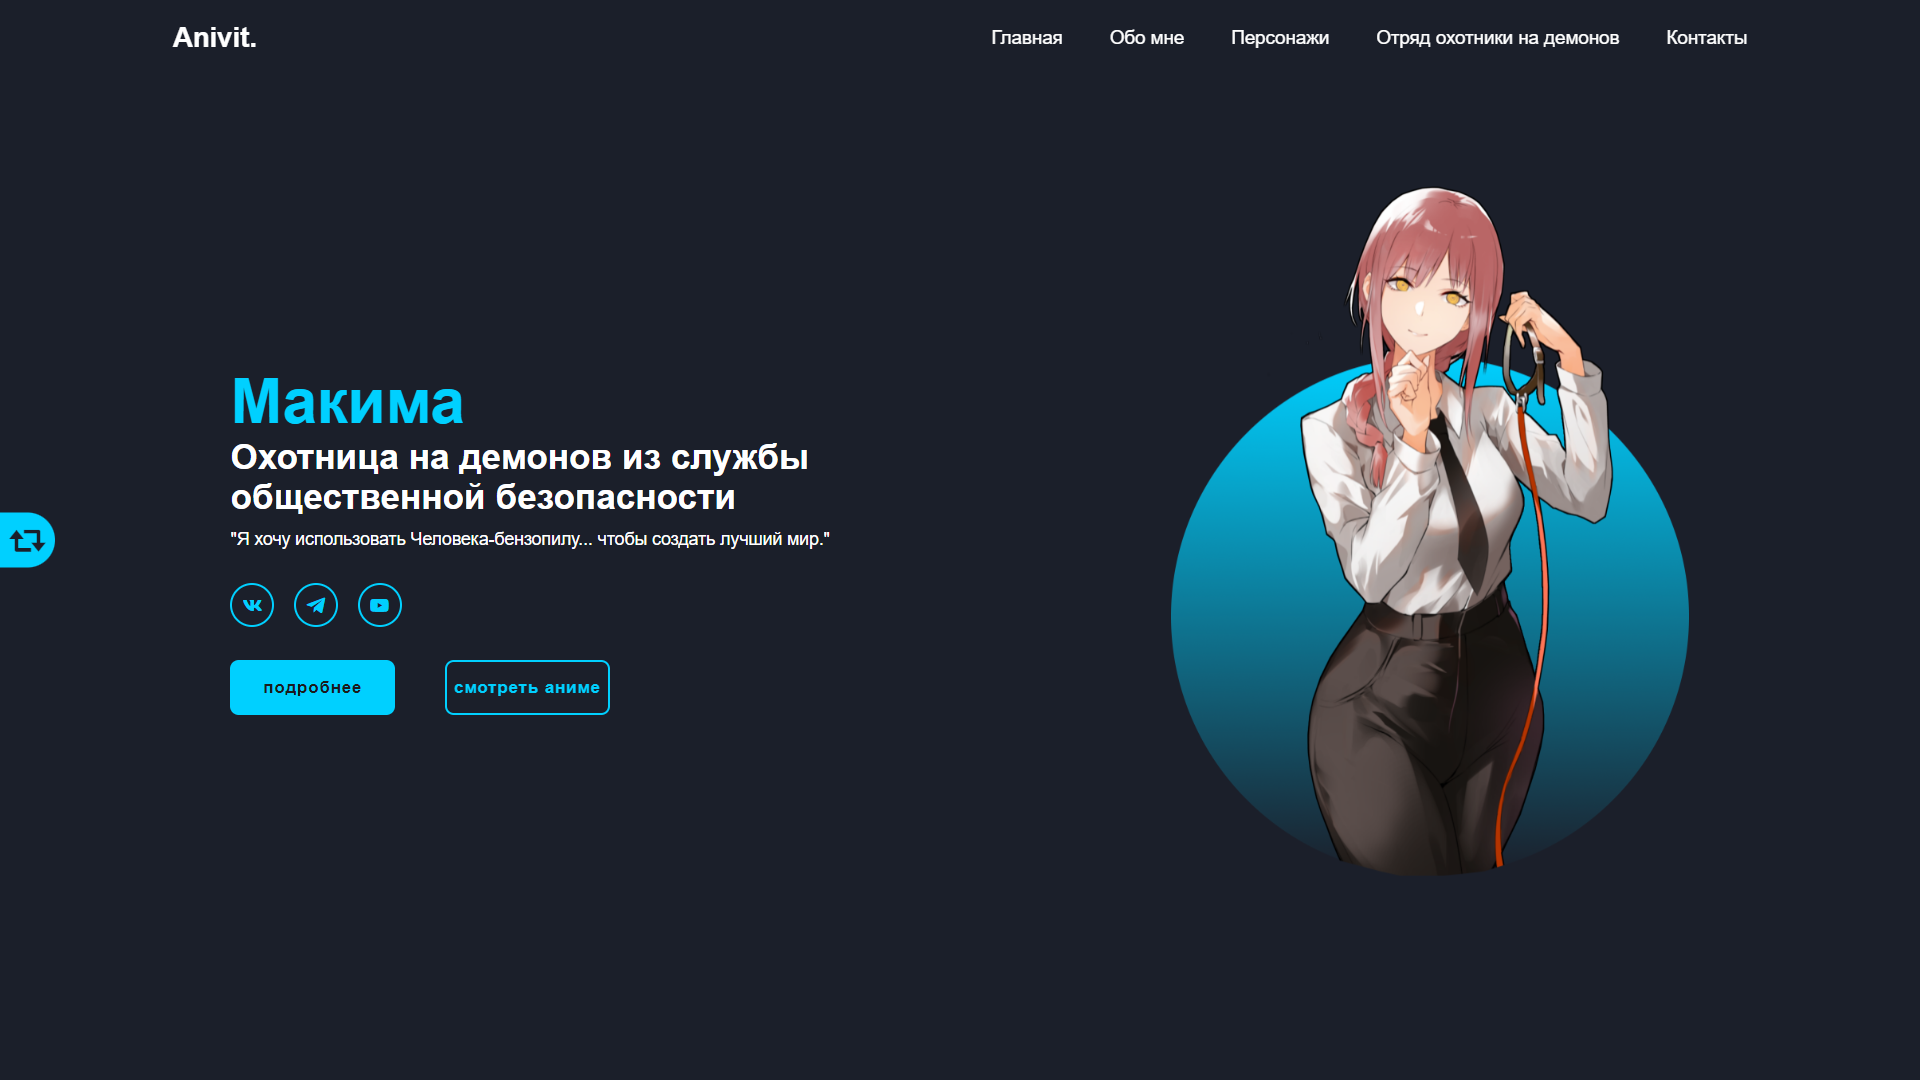 Anivit.
Главная
Обо мне
Персонажи
Отряд охотники на демонов
Контакты
Макима
Охотница на демонов из службы
общественной безопасности
"Я хочу использовать Человека-бензопилу... чтобы создать лучший мир."
подробнее
смотреть аниме